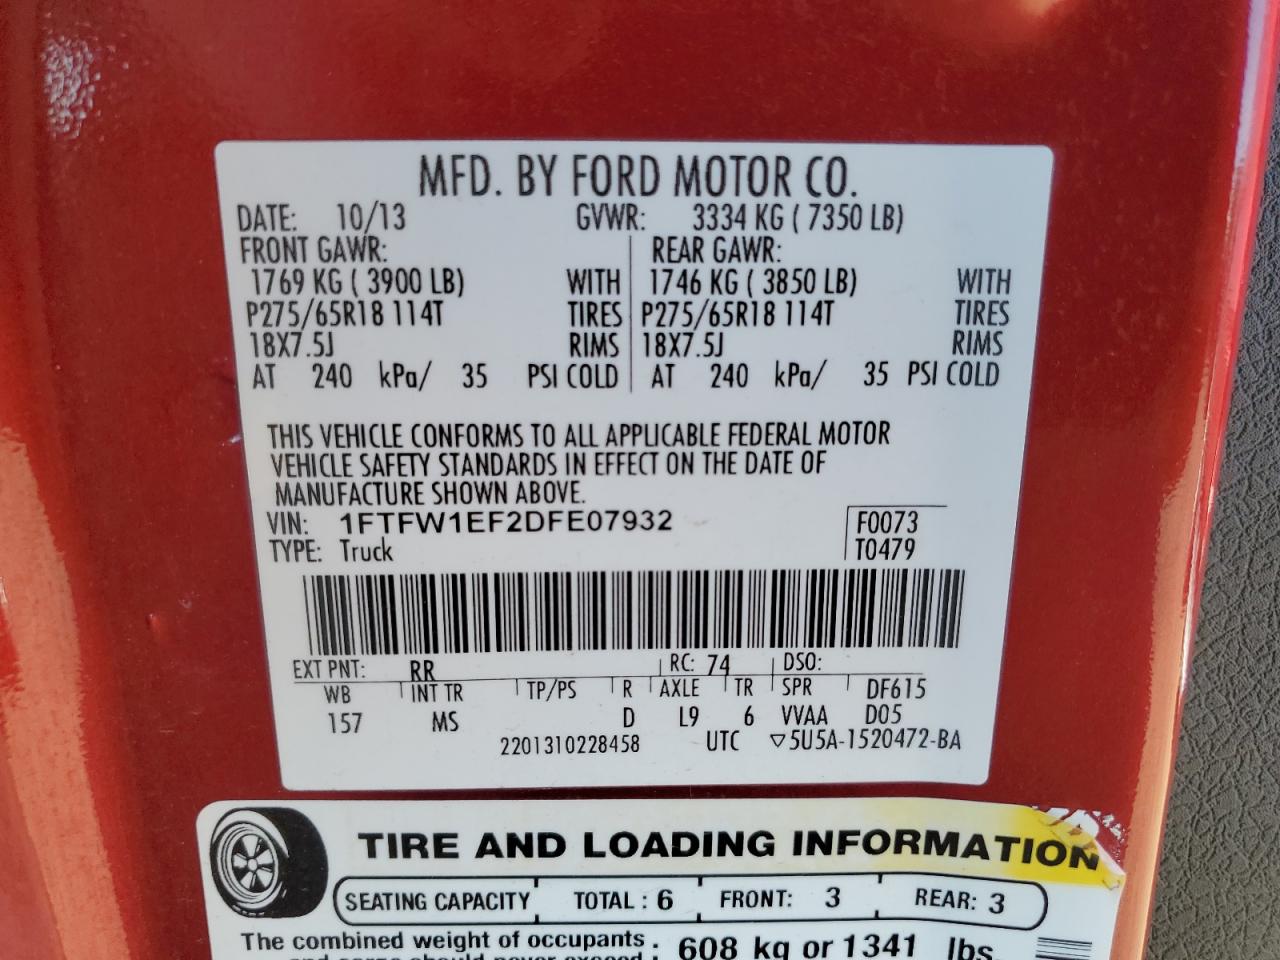 MFD. BY FORD MOTOR CO.
DATE: 10/13 GVWR: 3334 KG ( 7350 LB)
FRONT GAWR: REAR GAWR:
1769 KG ( 3900 LB) WITH 1746 KG ( 3850 LB) WITH
P275/65R18 114T TIRES P275/65R18 114T TIRES
18X7.5J RIMS 18X7.5J RIMS
AT 240 kPa/ 35 PSI COLD AT 240 kPa/ 35 PSI COLD
THIS VEHICLE CONFORMS TO ALL APPLICABLE FEDERAL MOTOR
VEHICLE SAFETY STANDARDS IN EFFECT ON THE DATE OF
MANUFACTURE SHOWN ABOVE.
VIN: 1FTFW1EF2DFE07932 F0073
TYPE: Truck T0479
EXT PNT: RR RC: 74 DSO:
WB INT TR TP/PS R AXLE TR SPR DF615
157 MS D L9 6 VVAA D05
2201310228458 UTC ▽5U5A-1520472-BA
TIRE AND LOADING INFORMATION
SEATING CAPACITY TOTAL : 6 FRONT: 3 REAR: 3
The combined weight of occupants : 608 kg or 1341 lbs.
and cargo should never exceed